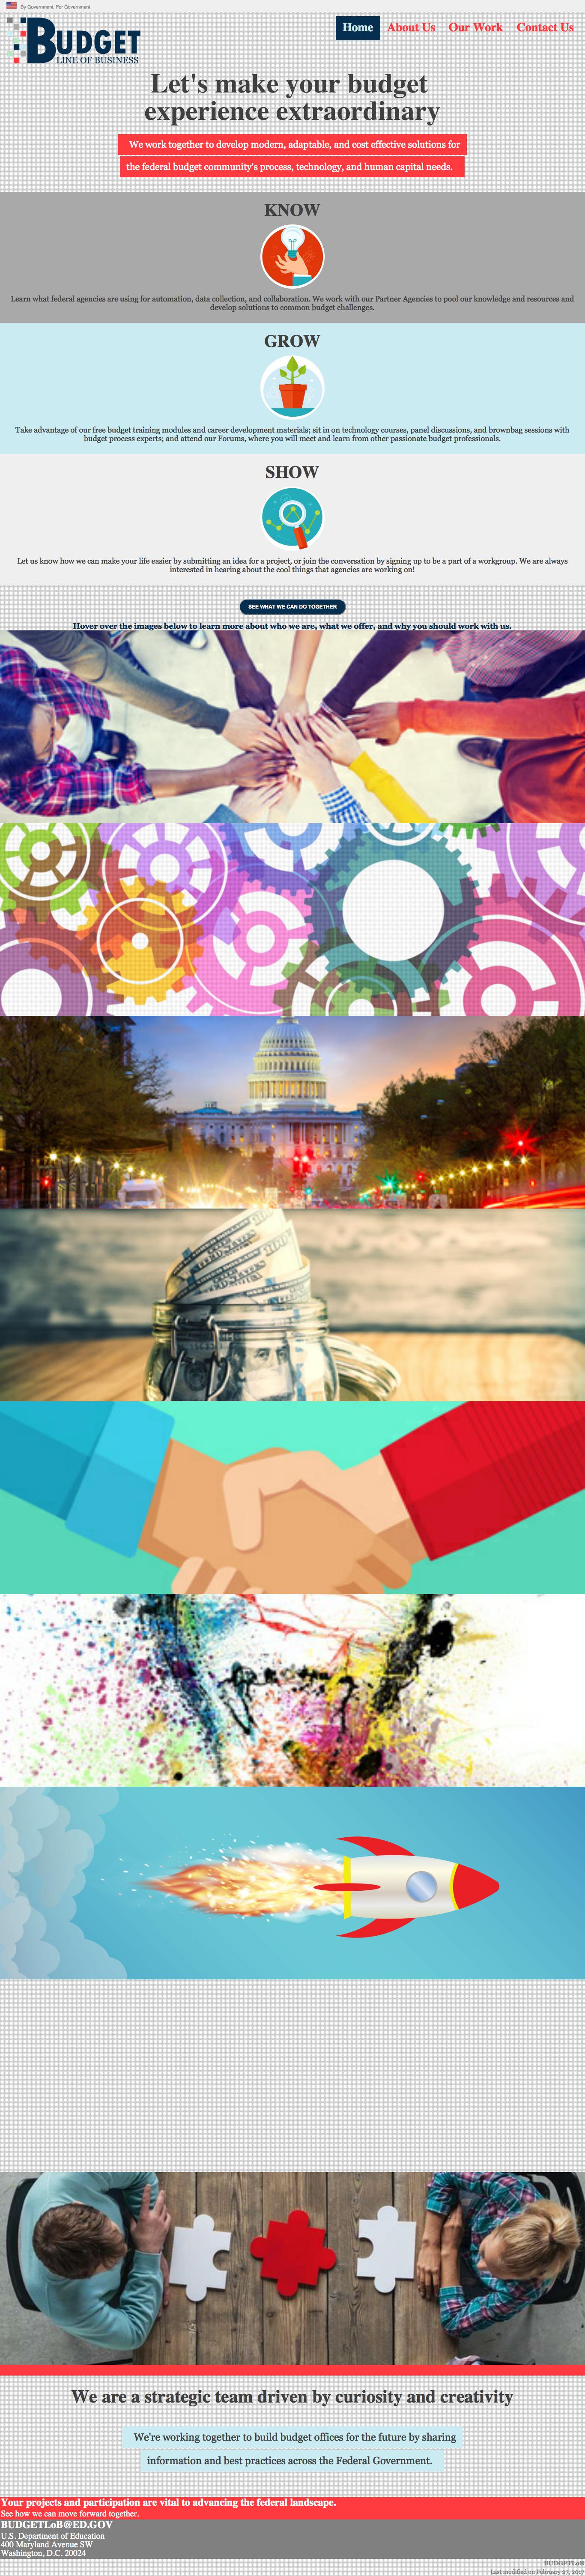 By Government, For Government
BUDGET
LINE OF BUSINESS
Home About Us Our Work Contact Us
Let's make your budget
experience extraordinary
We work together to develop modern, adaptable, and cost effective solutions for
the federal budget community's process, technology, and human capital needs.
KNOW
Learn what federal agencies are using for automation, data collection, and collaboration. We work with our Partner Agencies to pool our knowledge and resources and
develop solutions to common budget challenges.
GROW
Take advantage of our free budget training modules and career development materials; sit in on technology courses, panel discussions, and brownbag sessions with
budget process experts; and attend our Forums, where you will meet and learn from other passionate budget professionals.
SHOW
Let us know how we can make your life easier by submitting an idea for a project, or join the conversation by signing up to be a part of a workgroup. We are always
interested in hearing about the cool things that agencies are working on!
SEE WHAT WE CAN DO TOGETHER
Hover over the images below to learn more about who we are, what we offer, and why you should work with us.
We are a strategic team driven by curiosity and creativity
We're working together to build budget offices for the future by sharing
information and best practices across the Federal Government.
Your projects and participation are vital to advancing the federal landscape.
See how we can move forward together.
BUDGETLoB@ED.GOV
U.S. Department of Education
400 Maryland Avenue SW
Washington, D.C. 20024
BUDGETLoB
Last modified on February 27,